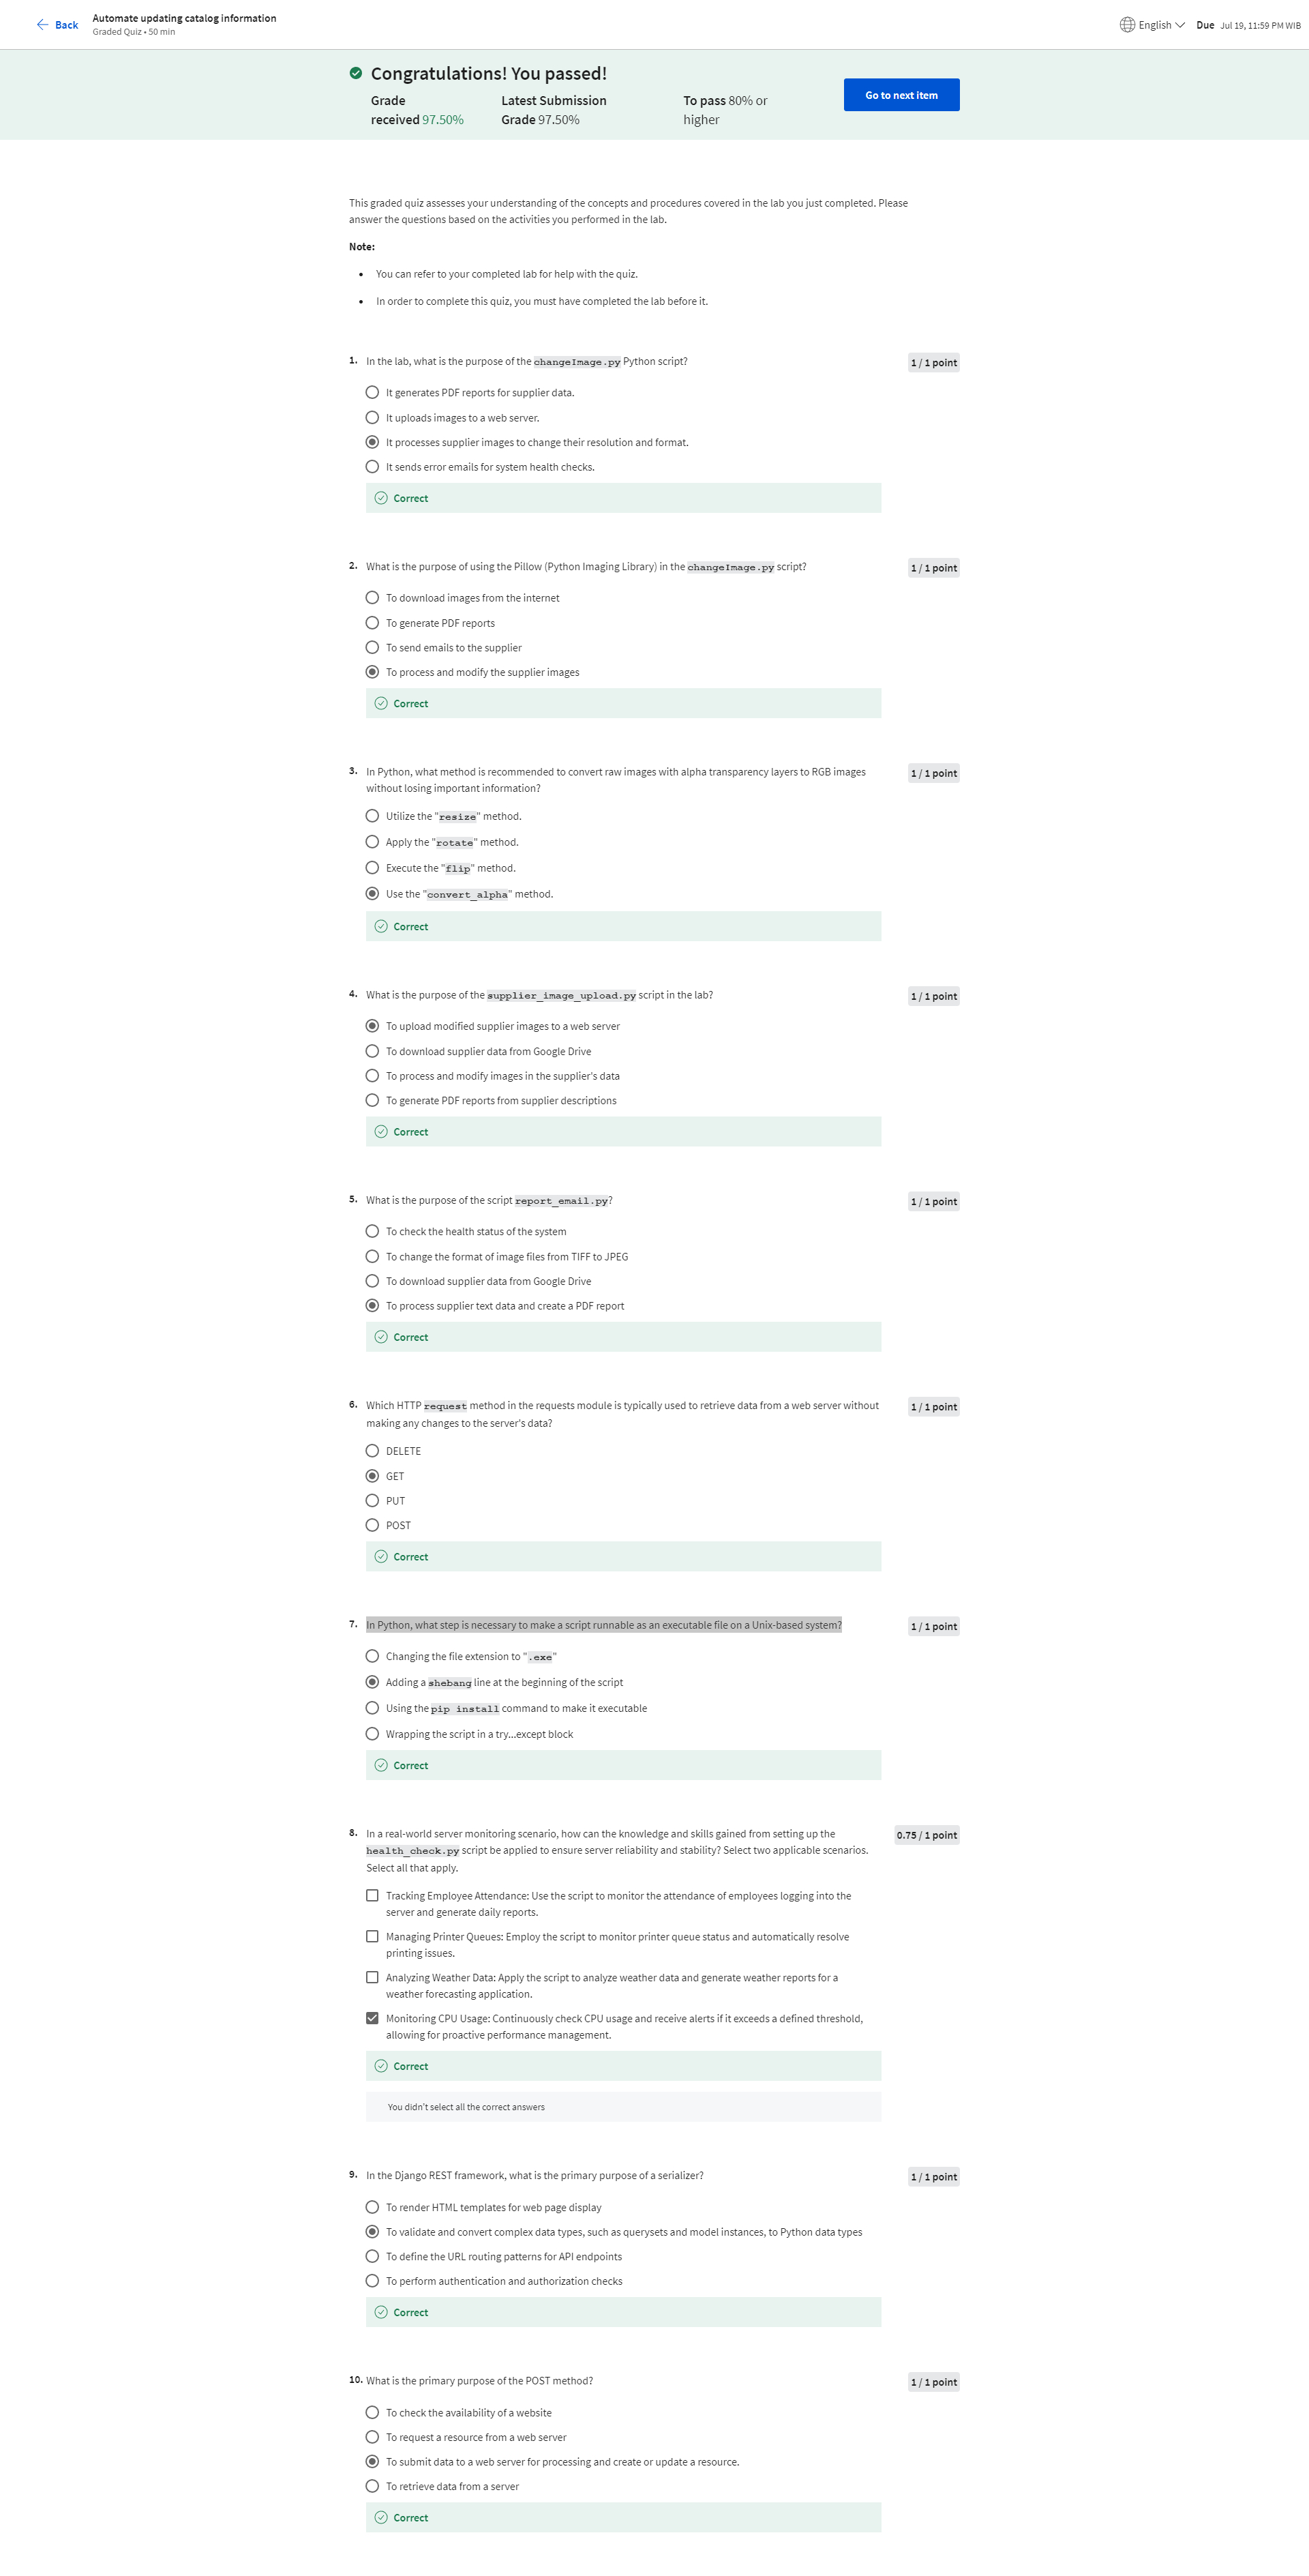 Back
Automate updating catalog information
Graded Quiz • 50 min
English
Due Jul 19, 11:59 PM WIB
Congratulations! You passed!
Grade
received 97.50%
Latest Submission
Grade 97.50%
To pass 80% or
higher
Go to next item
This graded quiz assesses your understanding of the concepts and procedures covered in the lab you just completed. Please
answer the questions based on the activities you performed in the lab.
Note:
• You can refer to your completed lab for help with the quiz.
• In order to complete this quiz, you must have completed the lab before it.
1. In the lab, what is the purpose of the changeImage.py Python script?
1 / 1 point
It generates PDF reports for supplier data.
It uploads images to a web server.
It processes supplier images to change their resolution and format.
It sends error emails for system health checks.
Correct
2. What is the purpose of using the Pillow (Python Imaging Library) in the changeImage.py script?
1 / 1 point
To download images from the internet
To generate PDF reports
To send emails to the supplier
To process and modify the supplier images
Correct
3. In Python, what method is recommended to convert raw images with alpha transparency layers to RGB images
without losing important information?
1 / 1 point
Utilize the "resize" method.
Apply the "rotate" method.
Execute the "flip" method.
Use the "convert_alpha" method.
Correct
4. What is the purpose of the supplier_image_upload.py script in the lab?
1 / 1 point
To upload modified supplier images to a web server
To download supplier data from Google Drive
To process and modify images in the supplier's data
To generate PDF reports from supplier descriptions
Correct
5. What is the purpose of the script report_email.py?
1 / 1 point
To check the health status of the system
To change the format of image files from TIFF to JPEG
To download supplier data from Google Drive
To process supplier text data and create a PDF report
Correct
6. Which HTTP request method in the requests module is typically used to retrieve data from a web server without
making any changes to the server's data?
1 / 1 point
DELETE
GET
PUT
POST
Correct
7. In Python, what step is necessary to make a script runnable as an executable file on a Unix-based system?
1 / 1 point
Changing the file extension to ".exe"
Adding a shebang line at the beginning of the script
Using the pip install command to make it executable
Wrapping the script in a try...except block
Correct
8. In a real-world server monitoring scenario, how can the knowledge and skills gained from setting up the
health_check.py script be applied to ensure server reliability and stability? Select two applicable scenarios.
Select all that apply.
0.75 / 1 point
Tracking Employee Attendance: Use the script to monitor the attendance of employees logging into the
server and generate daily reports.
Managing Printer Queues: Employ the script to monitor printer queue status and automatically resolve
printing issues.
Analyzing Weather Data: Apply the script to analyze weather data and generate weather reports for a
weather forecasting application.
Monitoring CPU Usage: Continuously check CPU usage and receive alerts if it exceeds a defined threshold,
allowing for proactive performance management.
Correct
You didn't select all the correct answers
9. In the Django REST framework, what is the primary purpose of a serializer?
1 / 1 point
To render HTML templates for web page display
To validate and convert complex data types, such as querysets and model instances, to Python data types
To define the URL routing patterns for API endpoints
To perform authentication and authorization checks
Correct
10. What is the primary purpose of the POST method?
1 / 1 point
To check the availability of a website
To request a resource from a web server
To submit data to a web server for processing and create or update a resource.
To retrieve data from a server
Correct